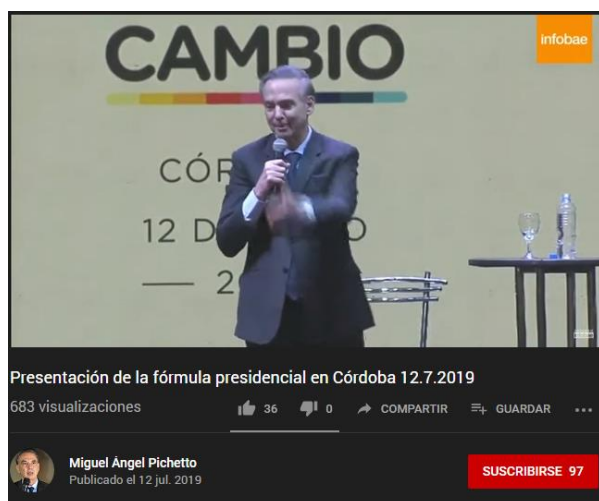 CAMBIO
infobae
CÓR
12 D O
— 2
Presentación de la fórmula presidencial en Córdoba 12.7.2019
683 visualizaciones 36 0 COMPARTIR GUARDAR
Miguel Ángel Pichetto
Publicado el 12 jul. 2019
SUSCRIBIRSE 97